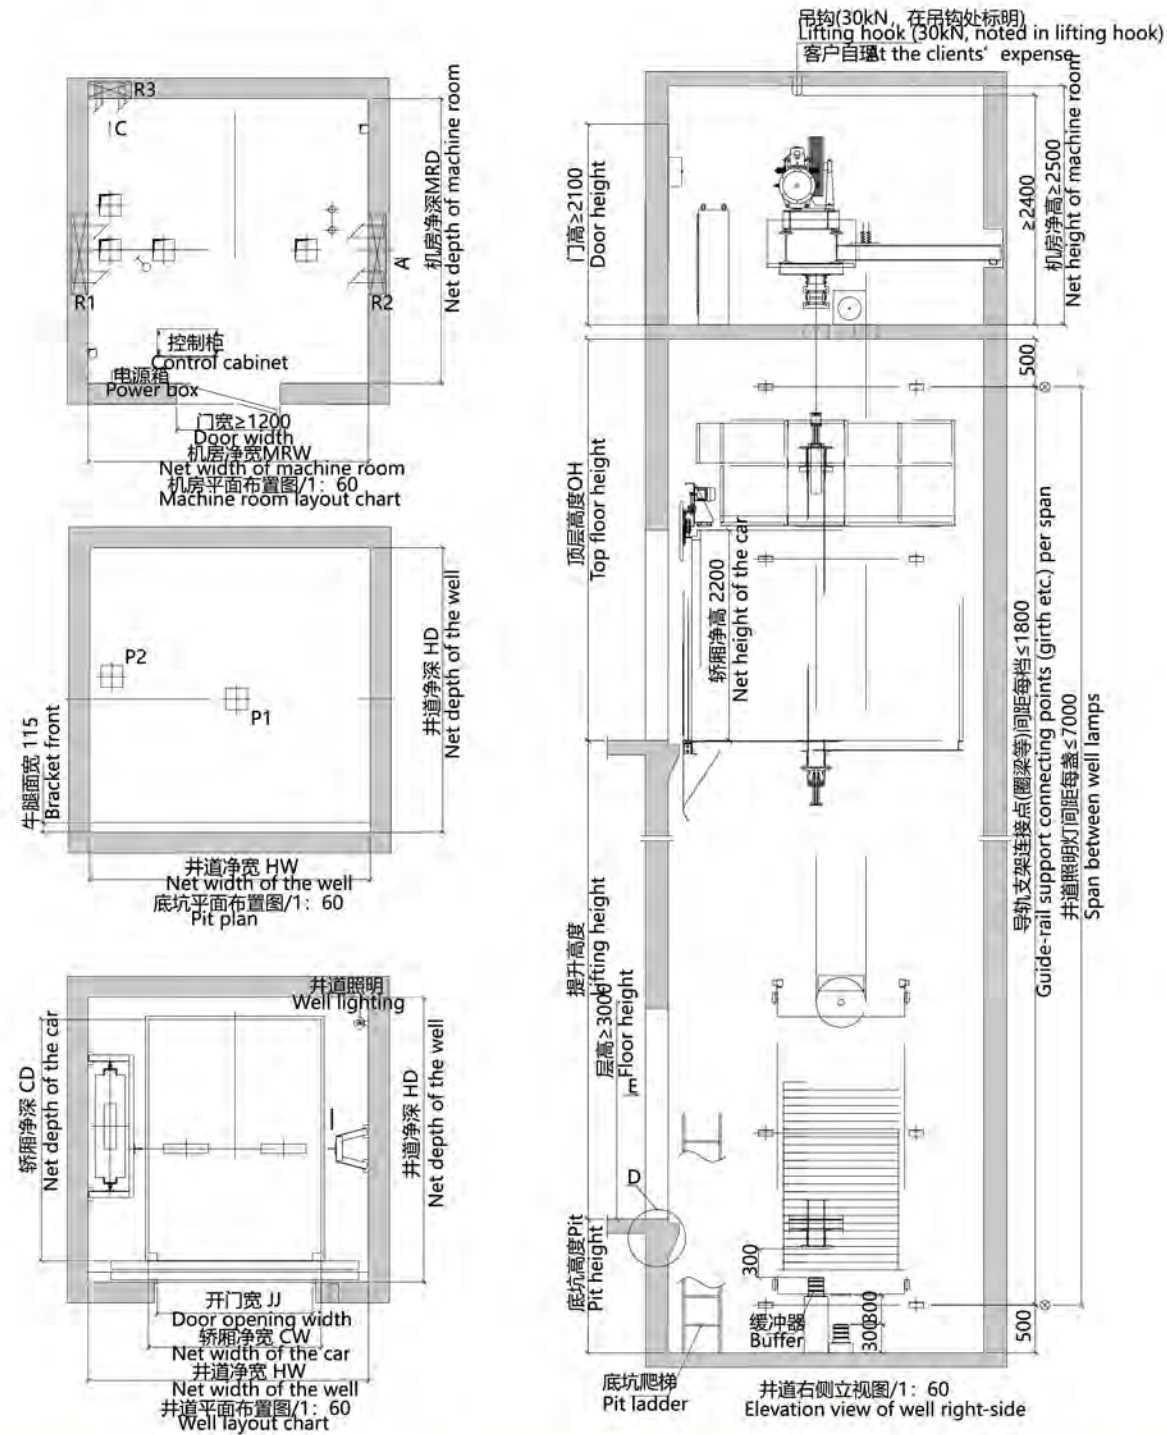 吊钩(30kN，在吊钩处标明)
Lifting hook (30kN, noted in lifting hook)
客户自理 At the clients' expense
R3
C
R1
R2
A
机房净深MRD
Net depth of machine room
控制柜
Control cabinet
电源箱
Power box
门宽≥1200
Door width
机房净宽MRW
Net width of machine room
机房平面布置图/1：60
Machine room layout chart
P2
P1
牛腿面宽 115
Bracket front
井道净深 HD
Net depth of the well
井道净宽 HW
Net width of the well
底坑平面布置图/1：60
Pit plan
井道照明
Well lighting
轿厢净深 CD
Net depth of the car
井道净深 HD
Net depth of the well
开门宽 JJ
Door opening width
轿厢净宽 CW
Net width of the car
井道净宽 HW
Net width of the well
井道平面布置图/1：60
Well layout chart
门高≥2100
Door height
≥2400
机房净高≥2500
Net height of machine room
500
顶层高度OH
Top floor height
轿厢净高 2200
Net height of the car
导轨支架连接点(圈梁等)间距每档≤1800
Guide-rail support connecting points (girth etc.) per span
井道照明灯间距每盏≤7000
Span between well lamps
提升高度
Lifting height
层高≥3000
Floor height
E
D
底坑高度Pit
Pit height
300
缓冲器
Buffer
300
300
500
底坑爬梯
Pit ladder
井道右侧立视图/1：60
Elevation view of well right-side